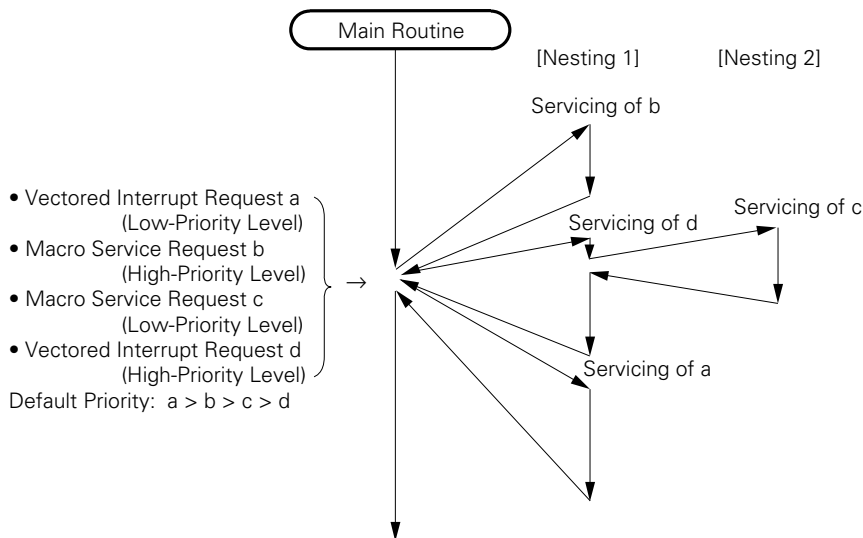 Main Routine
[Nesting 1]
[Nesting 2]
Servicing of b
• Vectored Interrupt Request a
(Low-Priority Level)
• Macro Service Request b
(High-Priority Level)
• Macro Service Request c
(Low-Priority Level)
• Vectored Interrupt Request d
(High-Priority Level)
Default Priority: a > b > c > d
→
Servicing of d
Servicing of c
Servicing of a